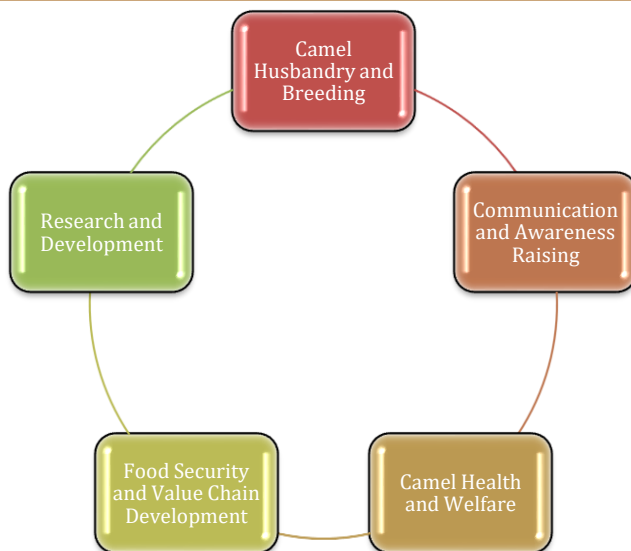 Camel
Husbandry and
Breeding
Communication
and Awareness
Raising
Camel Health
and Welfare
Food Security
and Value Chain
Development
Research and
Development